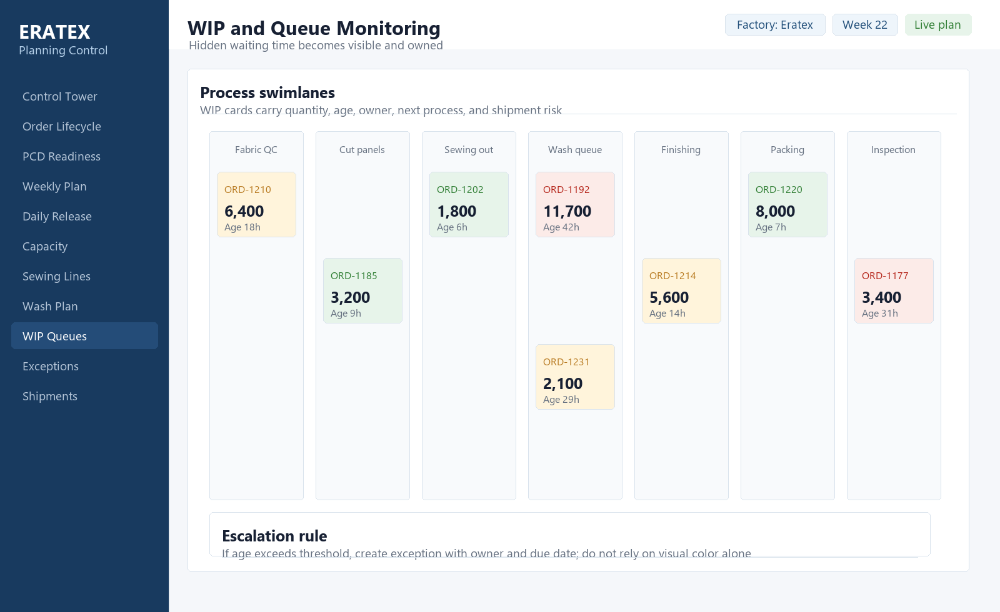 ERATEX
Planning Control
Control Tower
Order Lifecycle
PCD Readiness
Weekly Plan
Daily Release
Capacity
Sewing Lines
Wash Plan
WIP Queues
Exceptions
Shipments
WIP and Queue Monitoring
Hidden waiting time becomes visible and owned
Factory: Eratex
Week 22
Live plan
Process swimlanes
WIP cards carry quantity, age, owner, next process, and shipment risk
Fabric QC
ORD-1210
6,400
Age 18h
Cut panels
ORD-1185
3,200
Age 9h
Sewing out
ORD-1202
1,800
Age 6h
Wash queue
ORD-1192
11,700
Age 42h
ORD-1231
2,100
Age 29h
Finishing
ORD-1214
5,600
Age 14h
Packing
ORD-1220
8,000
Age 7h
Inspection
ORD-1177
3,400
Age 31h
Escalation rule
If age exceeds threshold, create exception with owner and due date; do not rely on visual color alone